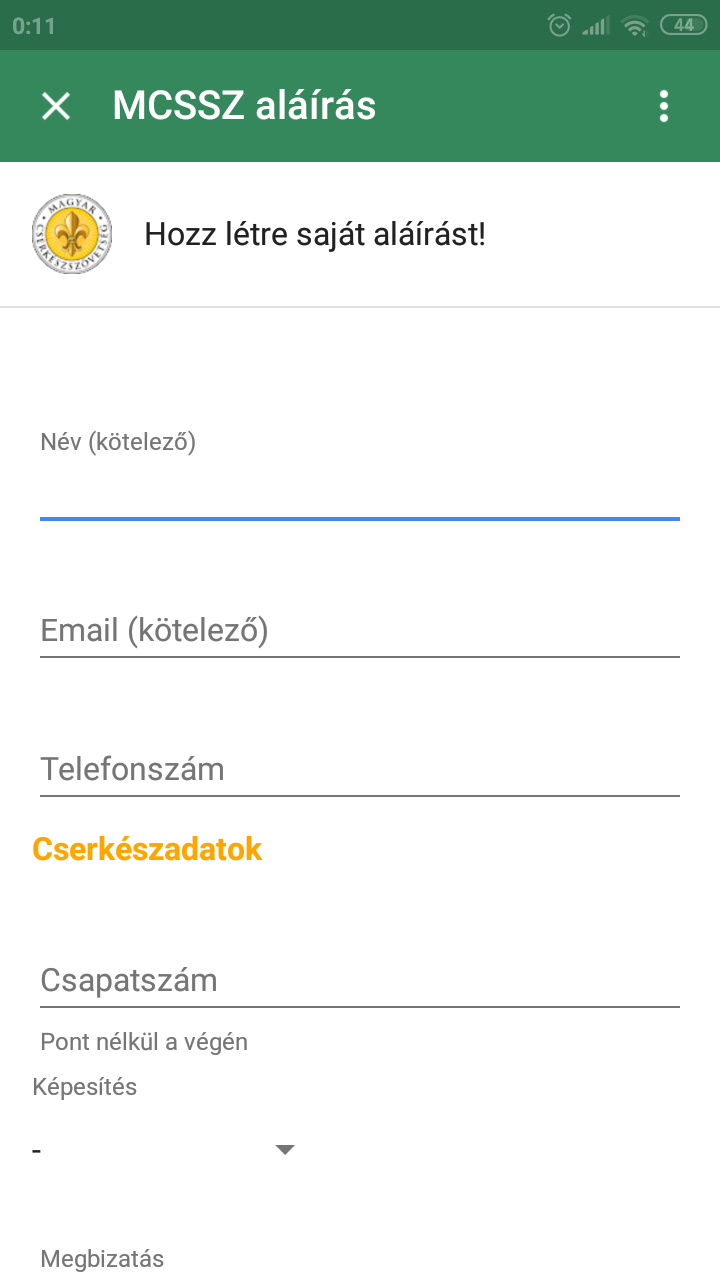 0:11
44
MCSSZ aláírás
MAGYAR
CSERKÉSZSZÖVETSÉG
Hozz létre saját aláírást!
Név (kötelező)
Email (kötelező)
Telefonszám
Cserkészadatok
Csapatszám
Pont nélkül a végén
Képesítés
-
Megbizatás